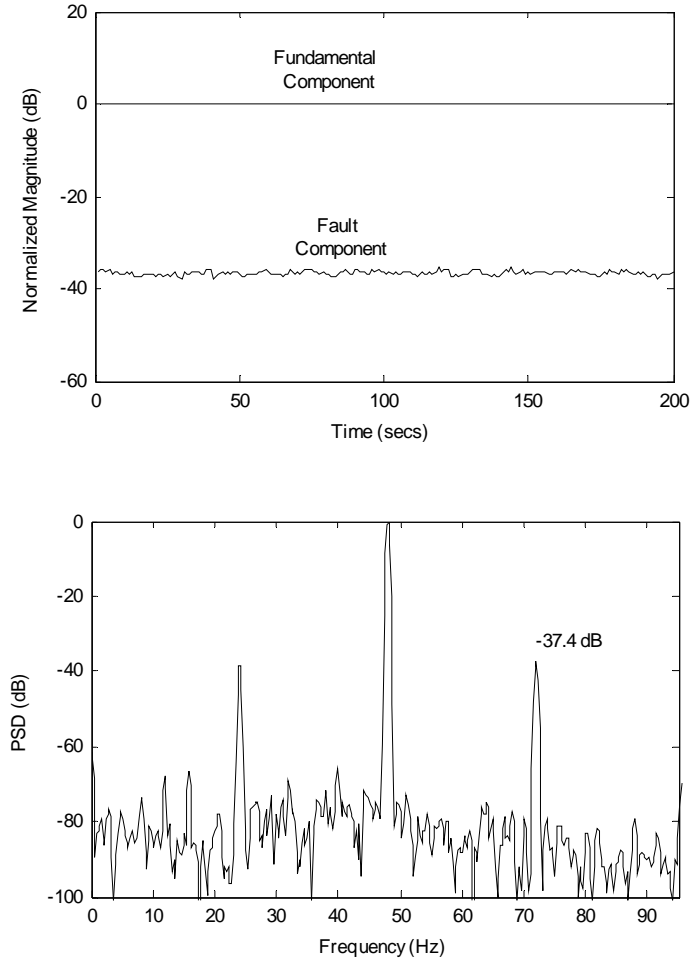 20
Fundamental
Component
0
Normalized Magnitude (dB)
-20
Fault
Component
-40
-60
0 50 100 150 200
Time (secs)
0
-20
-37.4 dB
-40
PSD (dB)
-60
-80
-100
0 10 20 30 40 50 60 70 80 90
Frequency (Hz)